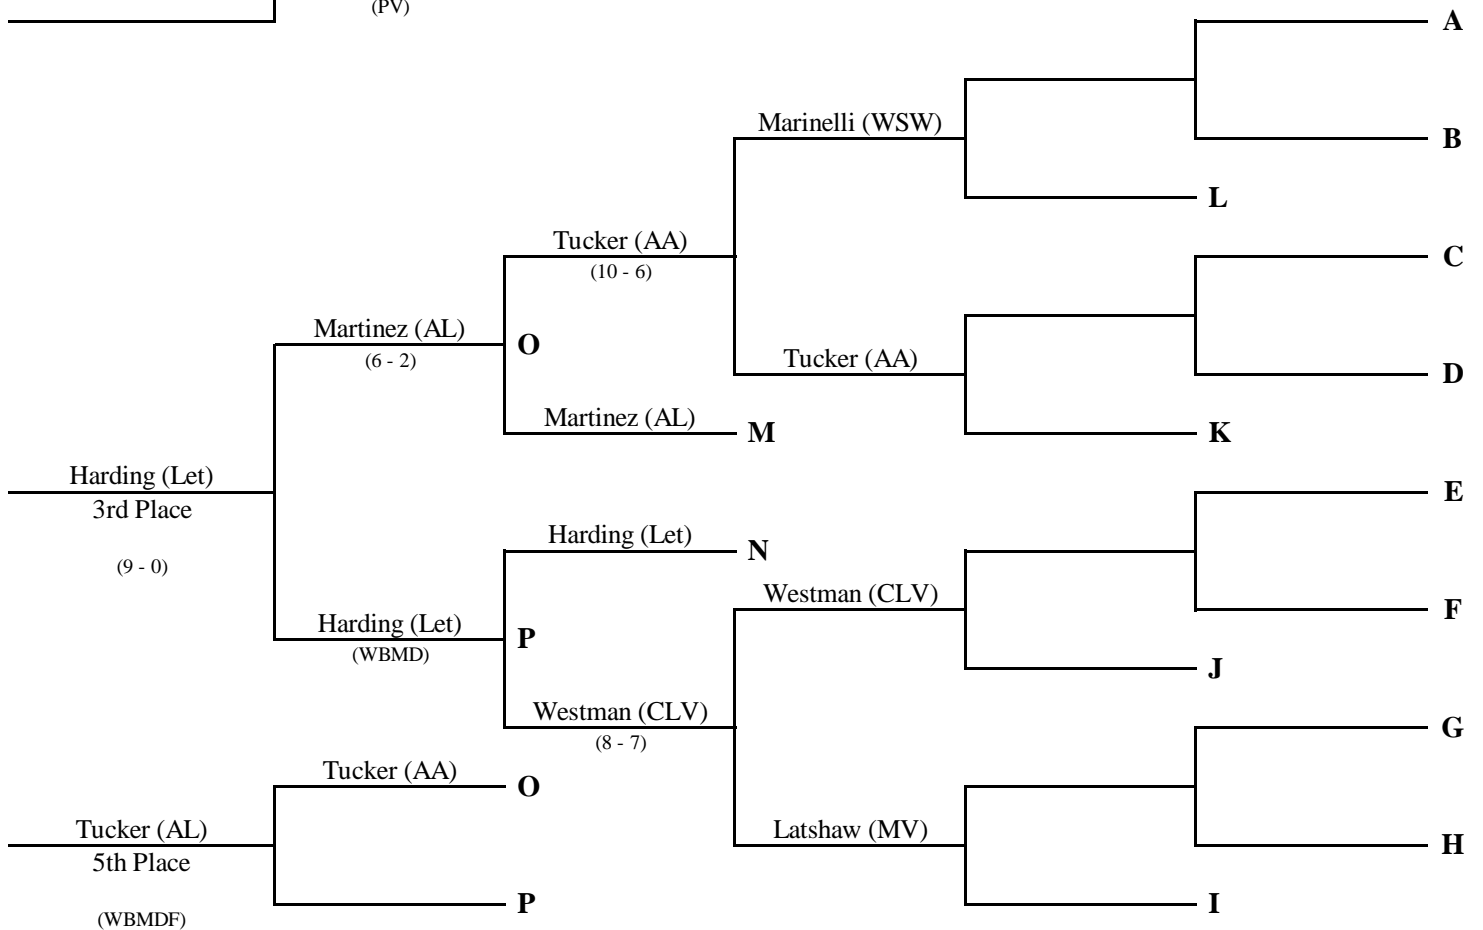 (PV)
A
Marinelli (WSW)
B
L
Tucker (AA)
(10 - 6)
C
Martinez (AL)
(6 - 2)
O
Tucker (AA)
D
Martinez (AL)
M
K
Harding (Let)
3rd Place
(9 - 0)
E
Harding (Let)
N
Westman (CLV)
F
Harding (Let)
(WBMD)
P
J
Westman (CLV)
(8 - 7)
G
Tucker (AA)
O
Tucker (AL)
5th Place
(WBMDF)
Latshaw (MV)
H
P
I